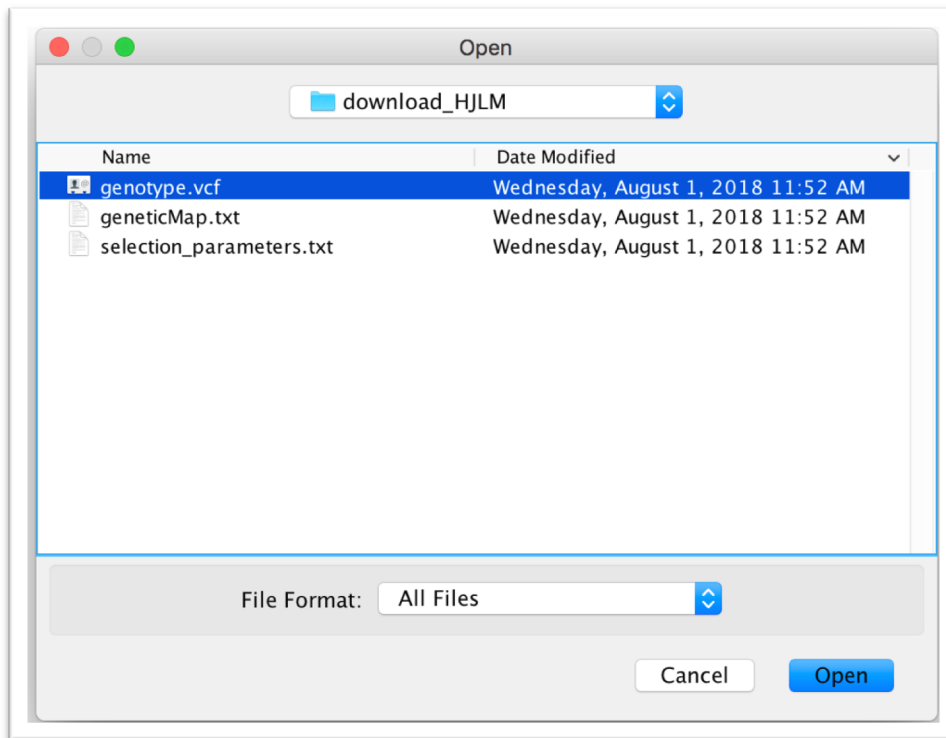 Open
download_HJLM
Name Date Modified
genotype.vcf Wednesday, August 1, 2018 11:52 AM
geneticMap.txt Wednesday, August 1, 2018 11:52 AM
selection_parameters.txt Wednesday, August 1, 2018 11:52 AM
File Format: All Files
Cancel Open